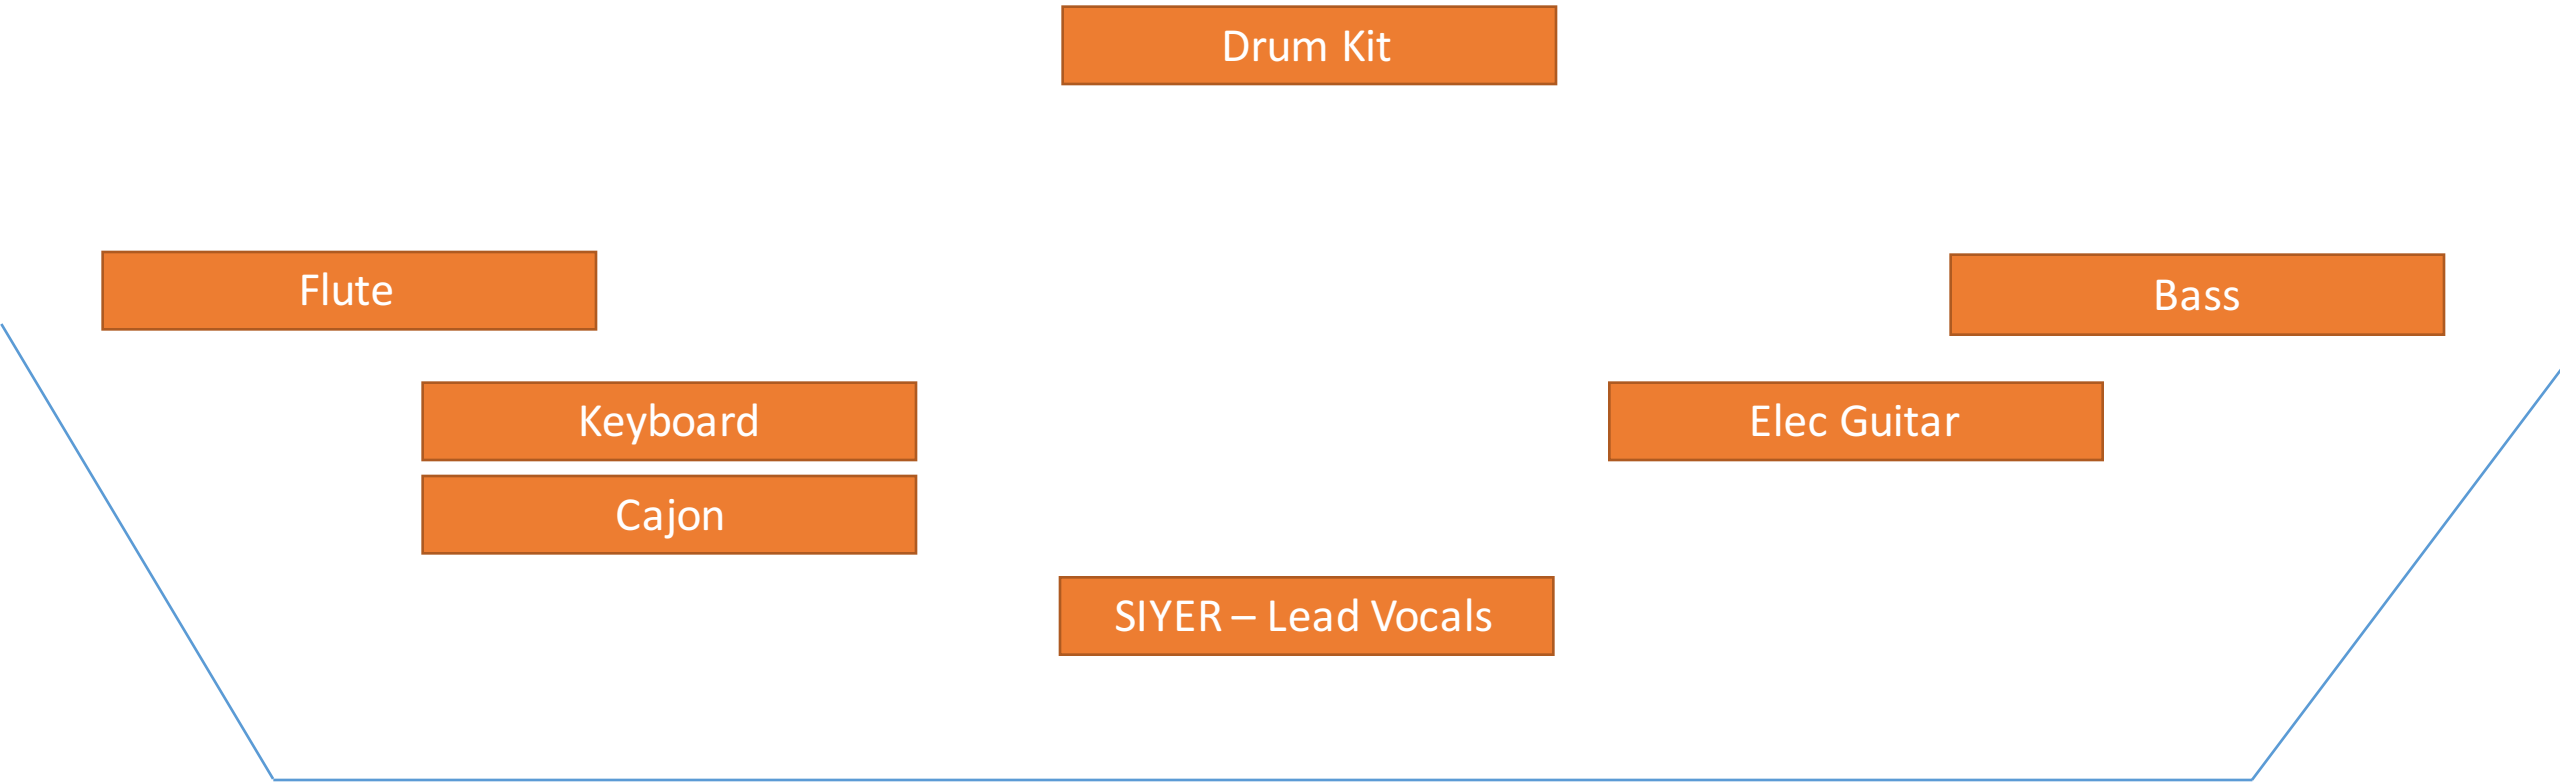 Drum Kit
Flute
Bass
Keyboard
Elec Guitar
Cajon
SIYER – Lead Vocals